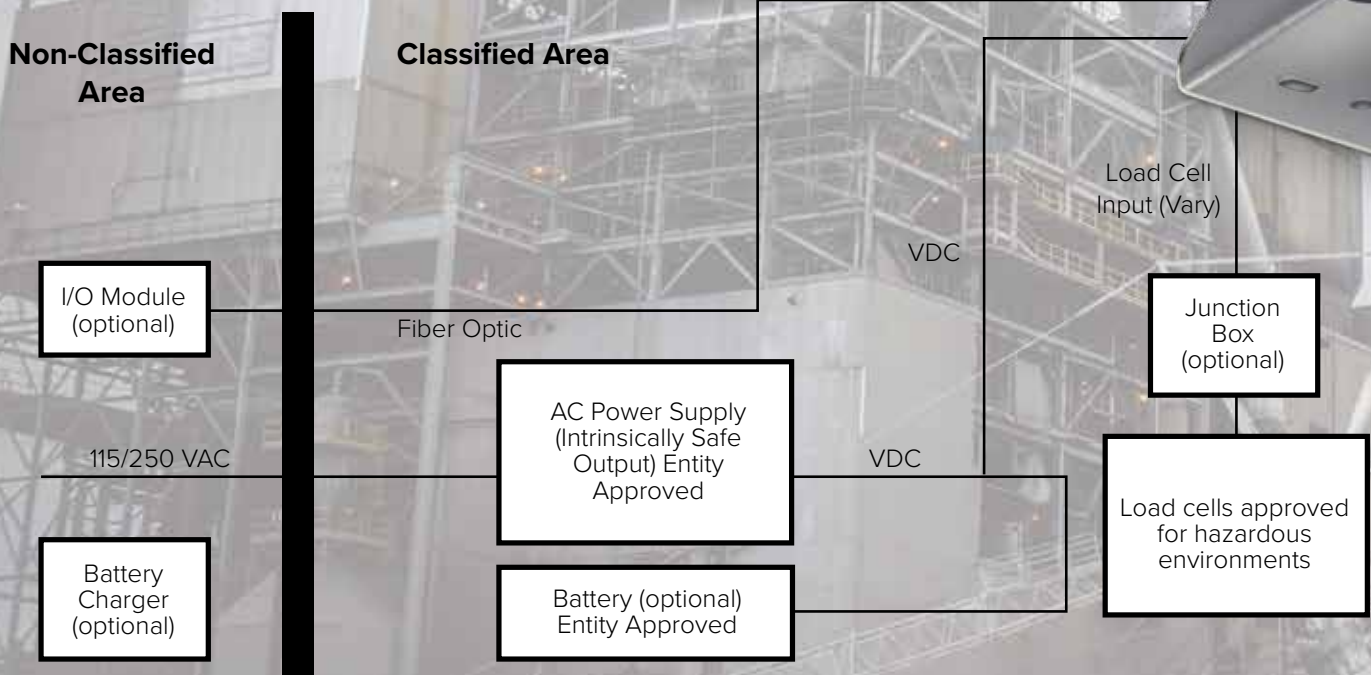 Non-Classified
Area
Classified Area
Load Cell
Input (Vary)
VDC
I/O Module
(optional)
Fiber Optic
Junction
Box
(optional)
AC Power Supply
(Intrinsically Safe
Output) Entity
Approved
115/250 VAC
VDC
Load cells approved
for hazardous
environments
Battery
Charger
(optional)
Battery (optional)
Entity Approved